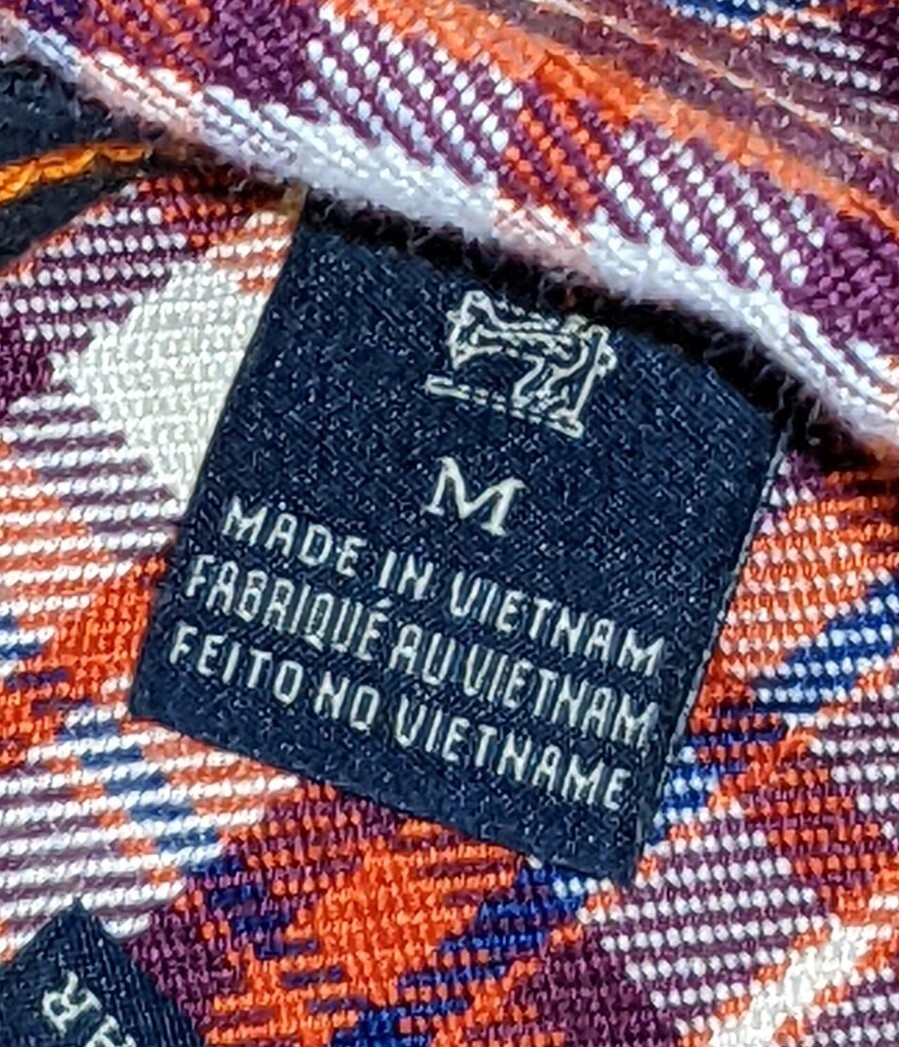 M
MADE IN VIETNAM
FABRIQUÉ AU VIETNAM
FEITO NO VIETNAME